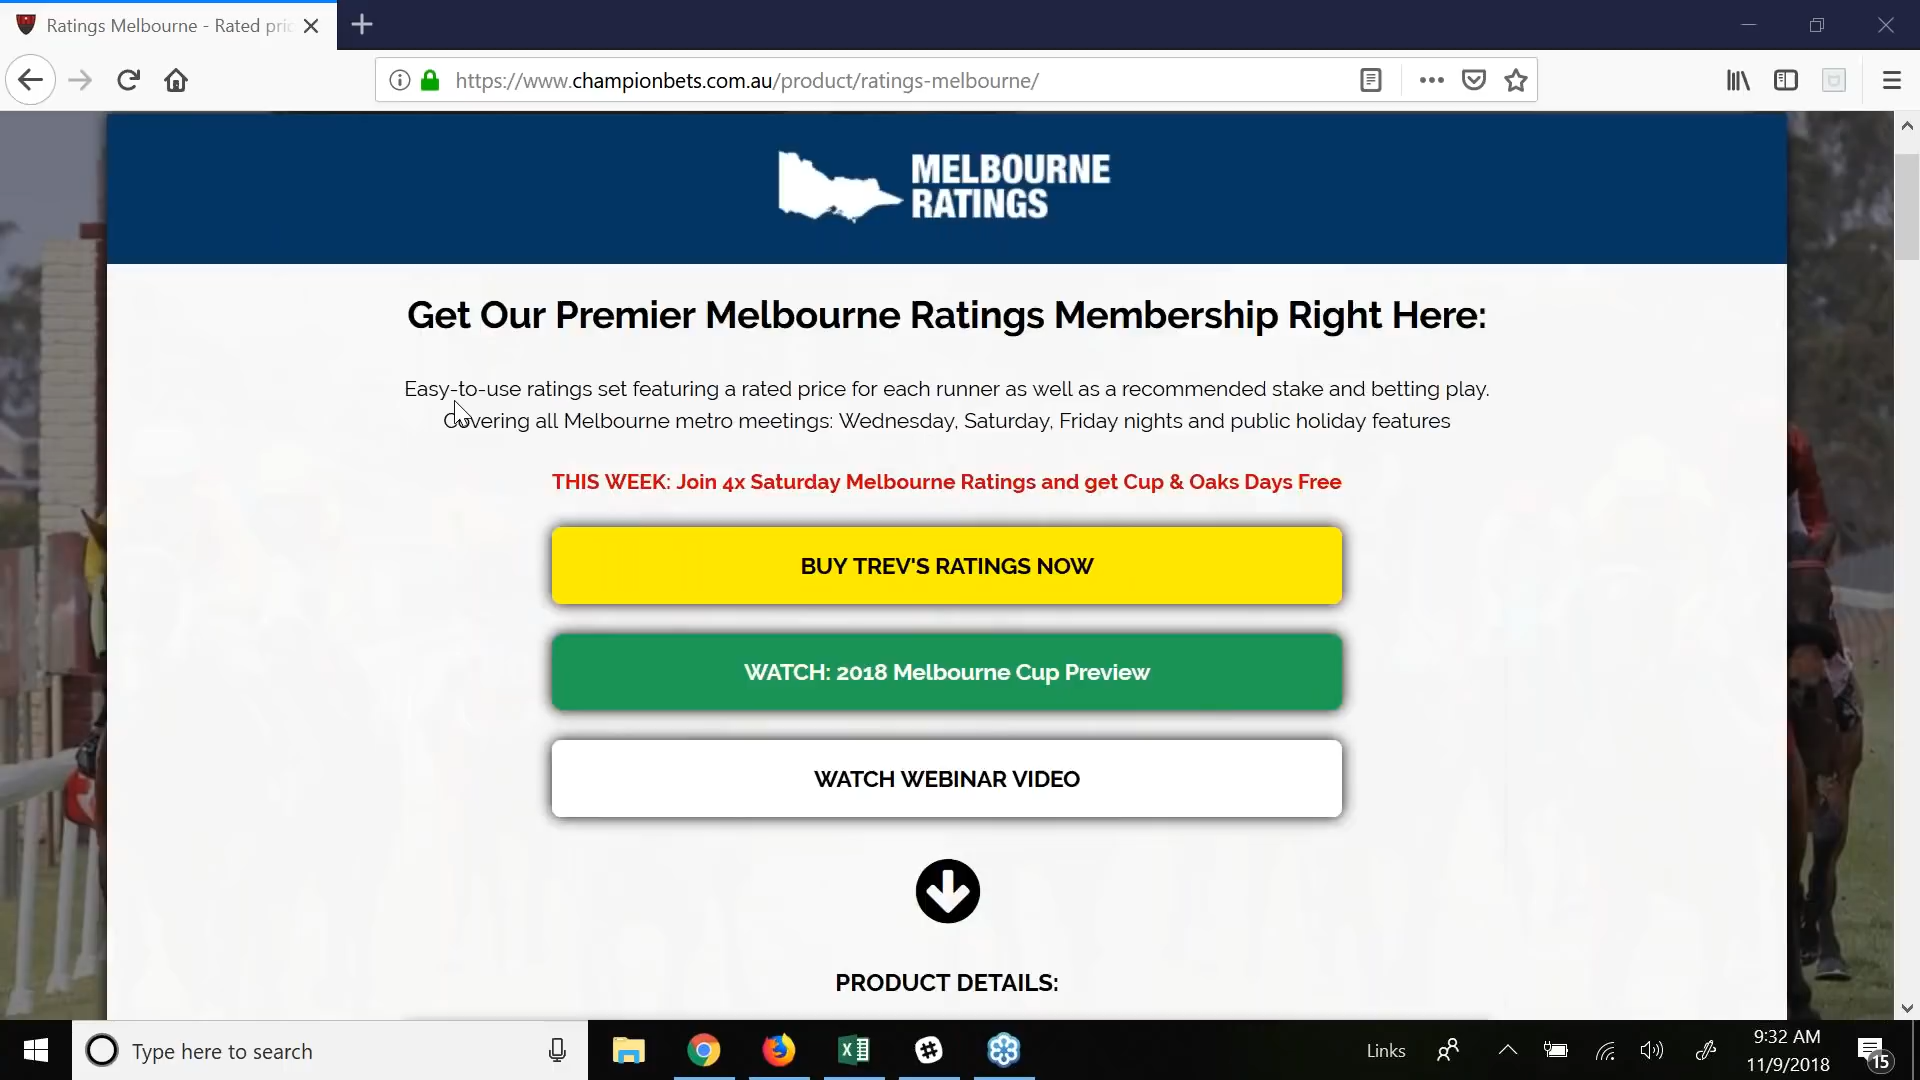 Ratings Melbourne - Rated pric
https://www.championbets.com.au/product/ratings-melbourne/
MELBOURNE
RATINGS
Get Our Premier Melbourne Ratings Membership Right Here:
Easy-to-use ratings set featuring a rated price for each runner as well as a recommended stake and betting play.
Covering all Melbourne metro meetings: Wednesday, Saturday, Friday nights and public holiday features
THIS WEEK: Join 4x Saturday Melbourne Ratings and get Cup & Oaks Days Free
BUY TREV'S RATINGS NOW
WATCH: 2018 Melbourne Cup Preview
WATCH WEBINAR VIDEO
PRODUCT DETAILS:
Type here to search
Links
9:32 AM
11/9/2018
15